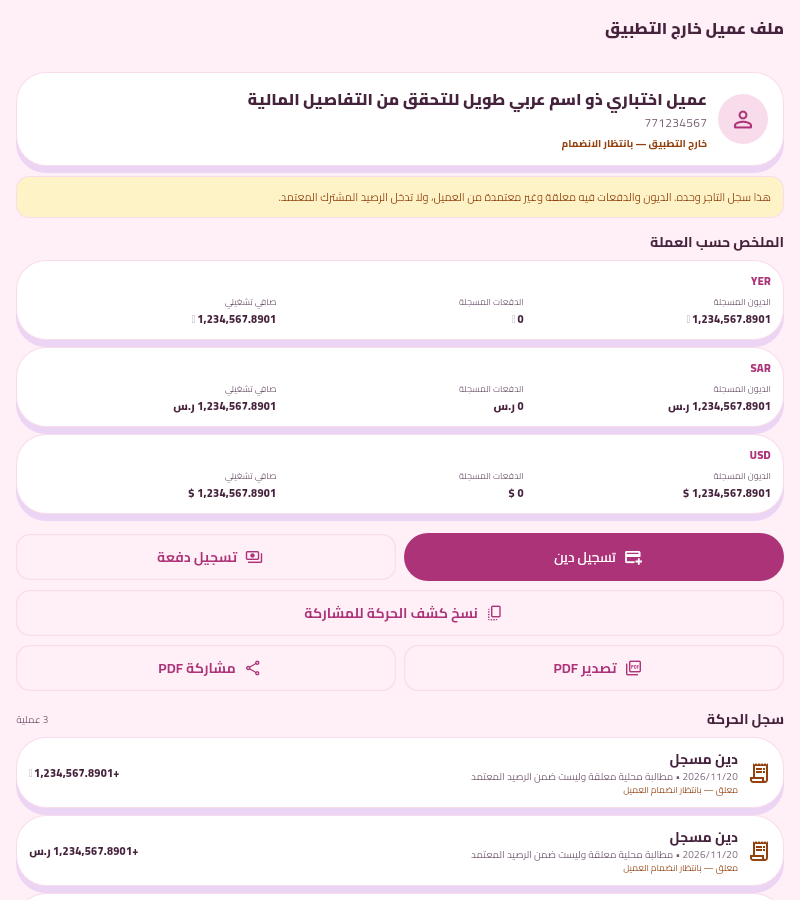 ملف عميل خارج التطبيق
عميل اختباري ذو اسم عربي طويل للتحقق من التفاصيل المالية
771234567
خارج التطبيق — بانتظار الانضمام
هذا سجل التاجر وحده. الديون والدفعات فيه معلقة وغير معتمدة من العميل، ولا تدخل الرصيد المشترك المعتمد.
الملخص حسب العملة
YER
الديون المسجلة الدفعات المسجلة صافي تشغيلي
1,234,567.8901 0 1,234,567.8901
SAR
الديون المسجلة الدفعات المسجلة صافي تشغيلي
1,234,567.8901 ر.س 0 ر.س 1,234,567.8901 ر.س
USD
الديون المسجلة الدفعات المسجلة صافي تشغيلي
1,234,567.8901 $ 0 $ 1,234,567.8901 $
تسجيل دين تسجيل دفعة
نسخ كشف الحركة للمشاركة
تصدير PDF مشاركة PDF
سجل الحركة 3 عملية
دين مسجل
2026/11/20 • مطالبة محلية معلقة وليست ضمن الرصيد المعتمد
معلق — بانتظار انضمام العميل
+1,234,567.8901
دين مسجل
2026/11/20 • مطالبة محلية معلقة وليست ضمن الرصيد المعتمد
معلق — بانتظار انضمام العميل
+1,234,567.8901 ر.س